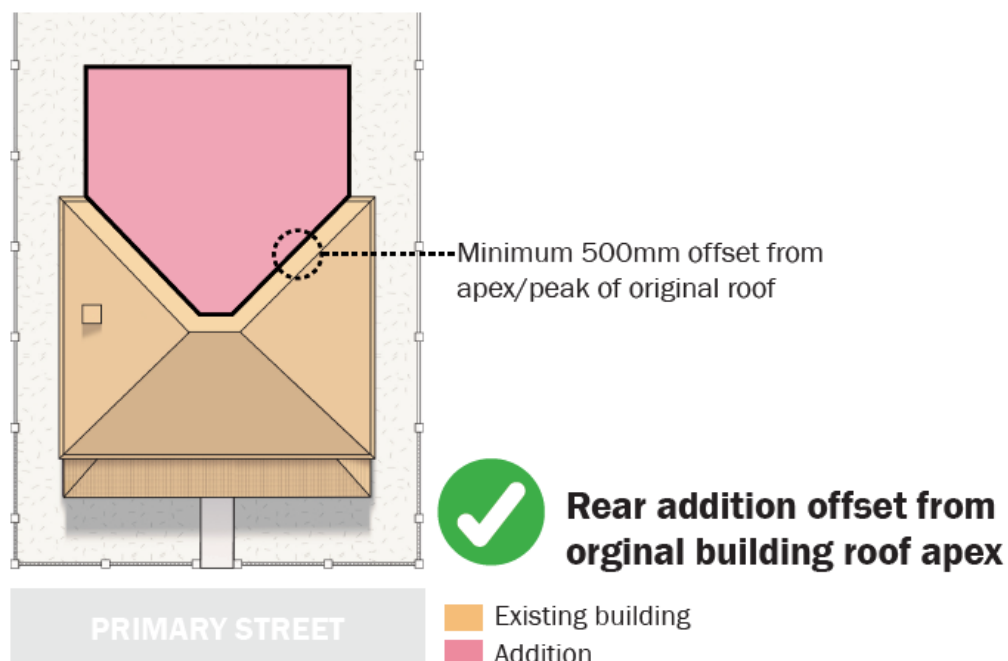 Minimum 500mm offset from
apex/peak of original roof
Rear addition offset from
orginal building roof apex
PRIMARY STREET
Existing building
Addition